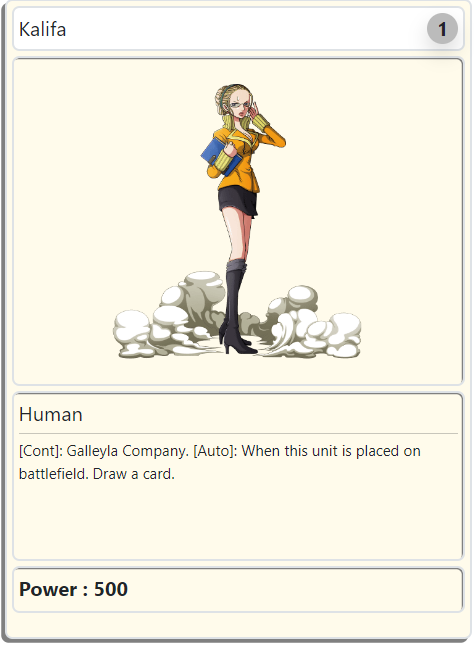 Kalifa
1
Human
[Cont]: Galleyla Company. [Auto]: When this unit is placed on
battlefield. Draw a card.
Power : 500